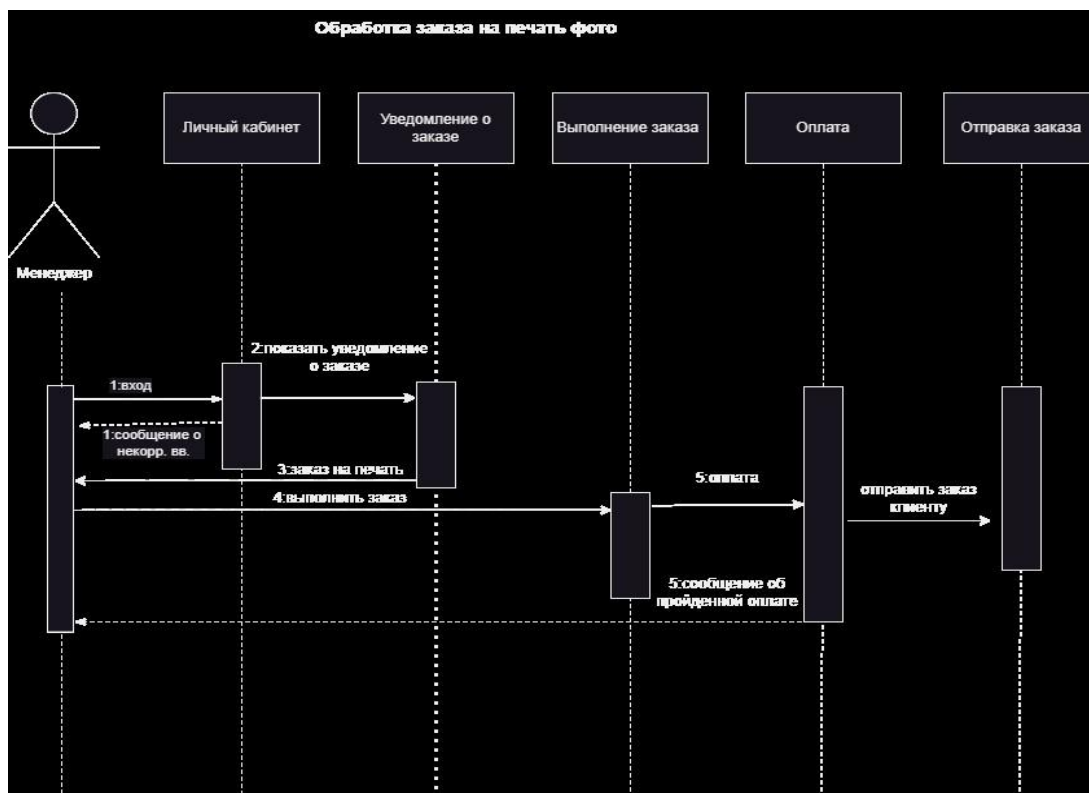 Обработка заказа на печать фото
Личный кабинет
Уведомление о
заказе
Выполнение заказа
Оплата
Отправка заказа
Менеджер
2:показать уведомление
о заказе
1:вход
1:сообщение о
некорр. вв.
3:заказ на печать
4:выполнить заказ
5:оплата
отправить заказ
клиенту
5:сообщение об
пройденной оплате